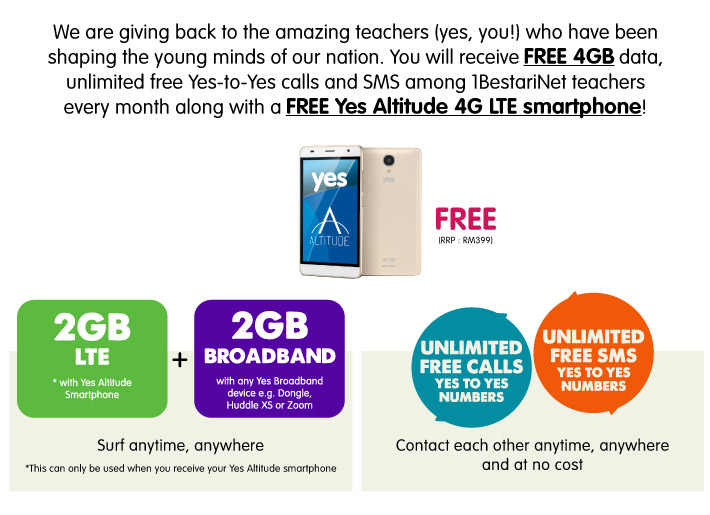 We are giving back to the amazing teachers (yes, you!) who have been
shaping the young minds of our nation. You will receive FREE 4GB data,
unlimited free Yes-to-Yes calls and SMS among 1BestariNet teachers
every month along with a FREE Yes Altitude 4G LTE smartphone!
yes
ALTITUDE
yes
FREE
(RRP : RM399)
2GB
LTE
* with Yes Altitude
Smartphone
+
2GB
BROADBAND
with any Yes Broadband
device e.g. Dongle,
Huddle XS or Zoom
Surf anytime, anywhere
*This can only be used when you receive your Yes Altitude smartphone
UNLIMITED
FREE CALLS
YES TO YES
NUMBERS
UNLIMITED
FREE SMS
YES TO YES
NUMBERS
Contact each other anytime, anywhere
and at no cost